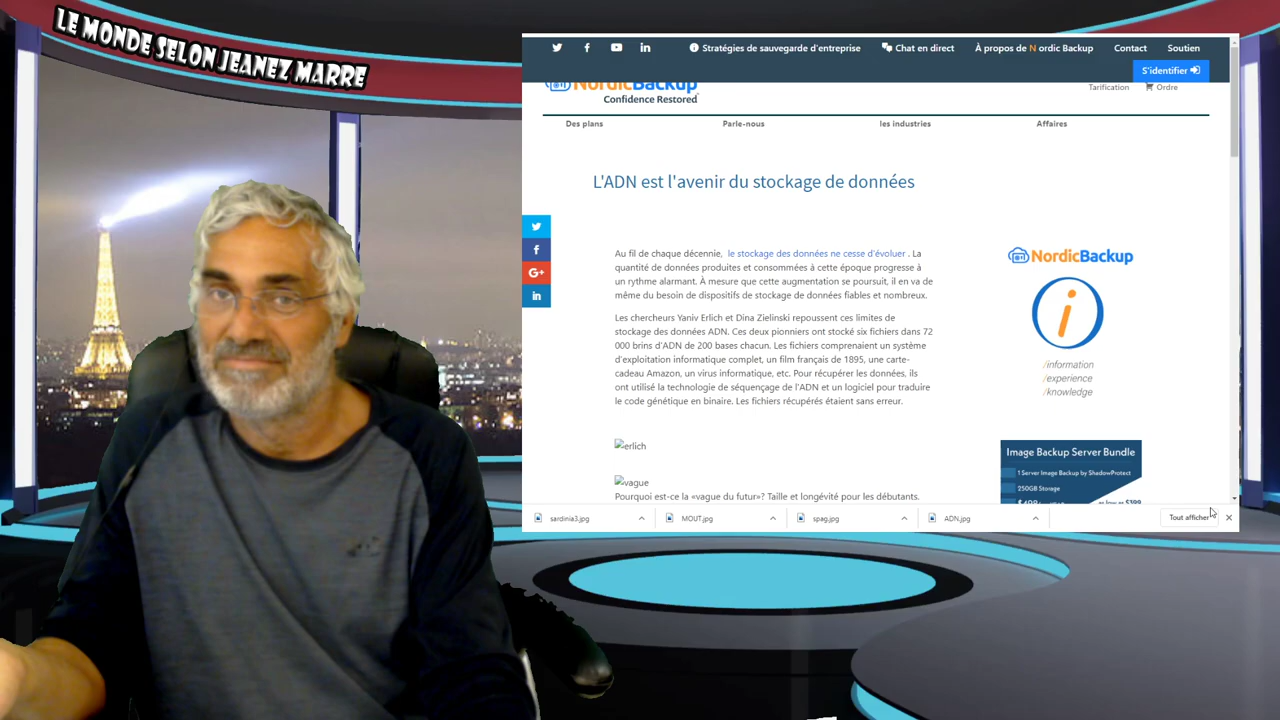 LE MONDE SELON JEANEZ MARRE
Stratégies de sauvegarde d'entreprise
Chat en direct
À propos de N ordic Backup
Contact
Soutien
S'identifier
NordicBackup
Confidence Restored
Tarification
Ordre
Des plans
Parle-nous
les industries
Affaires
L'ADN est l'avenir du stockage de données
Au fil de chaque décennie, le stockage des données ne cesse d'évoluer . La
quantité de données produites et consommées à cette époque progresse à
un rythme alarmant. À mesure que cette augmentation se poursuit, il en va de
même du besoin de dispositifs de stockage de données fiables et nombreux.
Les chercheurs Yaniv Erlich et Dina Zielinski repoussent ces limites de
stockage des données ADN. Ces deux pionniers ont stocké six fichiers dans 72
000 brins d'ADN de 200 bases chacun. Les fichiers comprenaient un système
d'exploitation informatique complet, un film français de 1895, une carte-
cadeau Amazon, un virus informatique, etc. Pour récupérer les données, ils
ont utilisé la technologie de séquençage de l'ADN et un logiciel pour traduire
le code génétique en binaire. Les fichiers récupérés étaient sans erreur.
erlich
vague
Pourquoi est-ce la «vague du futur»? Taille et longévité pour les débutants.
NordicBackup
i
/information
/experience
/knowledge
Image Backup Server Bundle
1 Server Image Backup by ShadowProtect
250GB Storage
sardinia3.jpg
MOUT.jpg
spag.jpg
ADN.jpg
Tout afficher